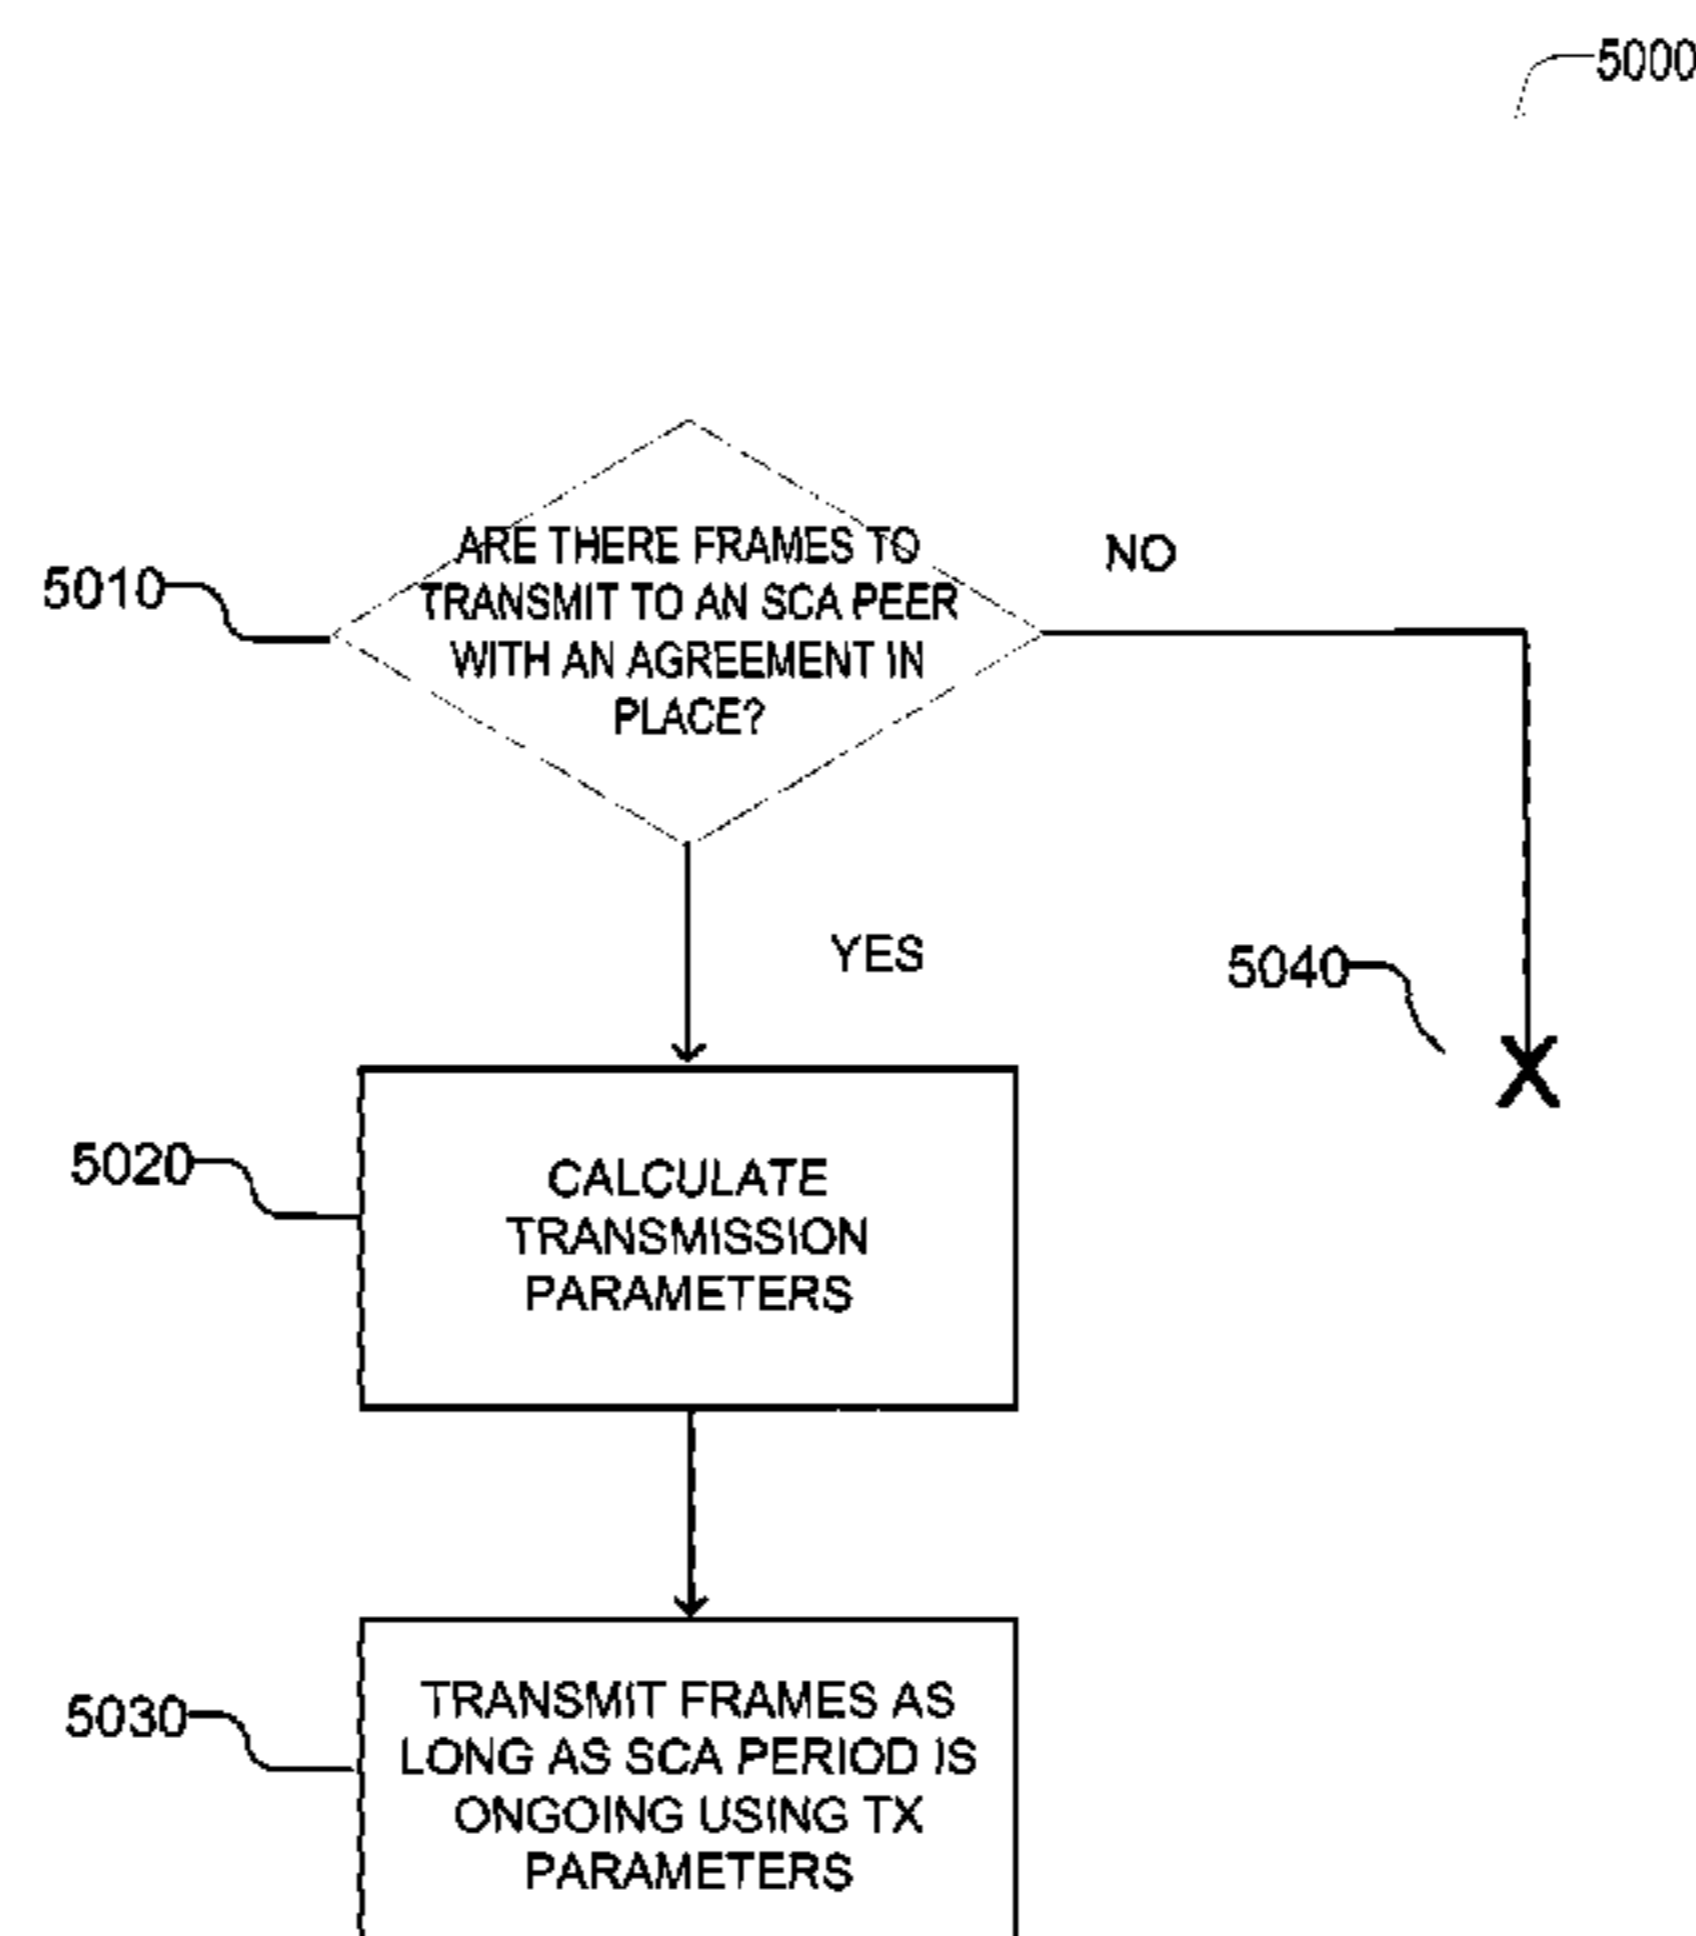 5000
ARE THERE FRAMES TO
TRANSMIT TO AN SCA PEER
WITH AN AGREEMENT IN
PLACE?
NO
5010
YES
5040
X
5020
CALCULATE
TRANSMISSION
PARAMETERS
5030
TRANSMIT FRAMES AS
LONG AS SCA PERIOD IS
ONGOING USING TX
PARAMETERS